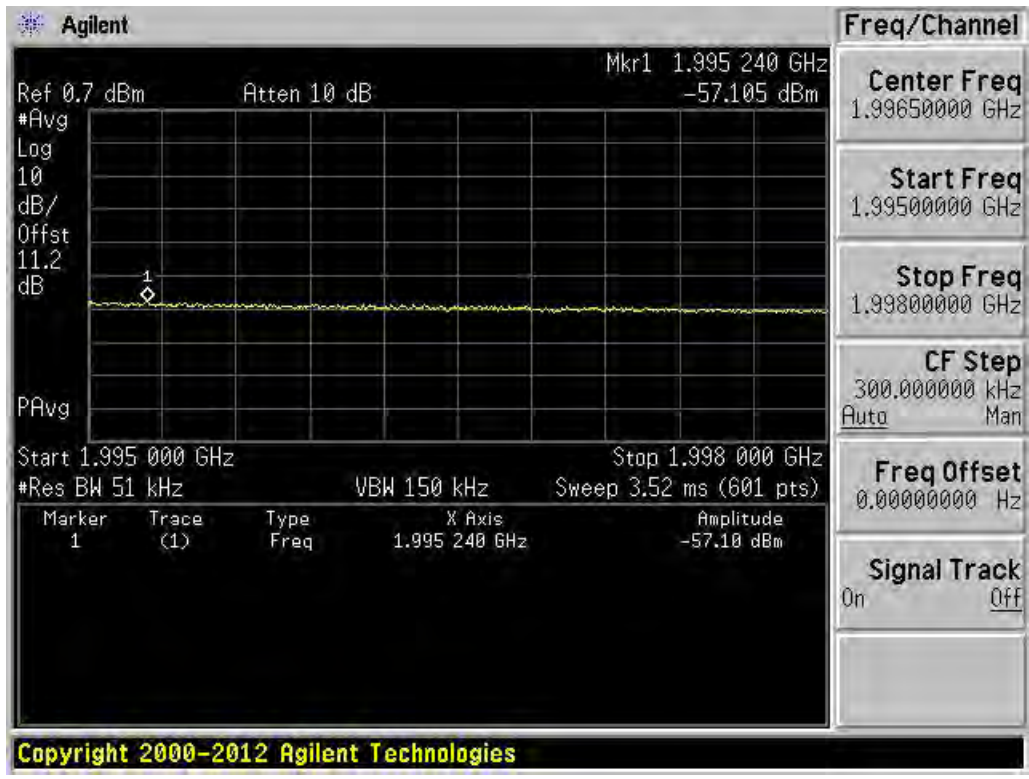 Agilent
Freq/Channel
Mkr1 1.995 240 GHz
Ref 0.7 dBm Atten 10 dB -57.105 dBm
#Avg
Log
10
dB/
Offst
11.2
dB
1
PAvg
Start 1.995 000 GHz Stop 1.998 000 GHz
#Res BW 51 kHz VBW 150 kHz Sweep 3.52 ms (601 pts)
Marker Trace Type X Axis Amplitude
1 (1) Freq 1.995 240 GHz -57.10 dBm
Center Freq
1.99650000 GHz
Start Freq
1.99500000 GHz
Stop Freq
1.99800000 GHz
CF Step
300.000000 kHz
Auto Man
Freq Offset
0.00000000 Hz
Signal Track
On Off
Copyright 2000-2012 Agilent Technologies